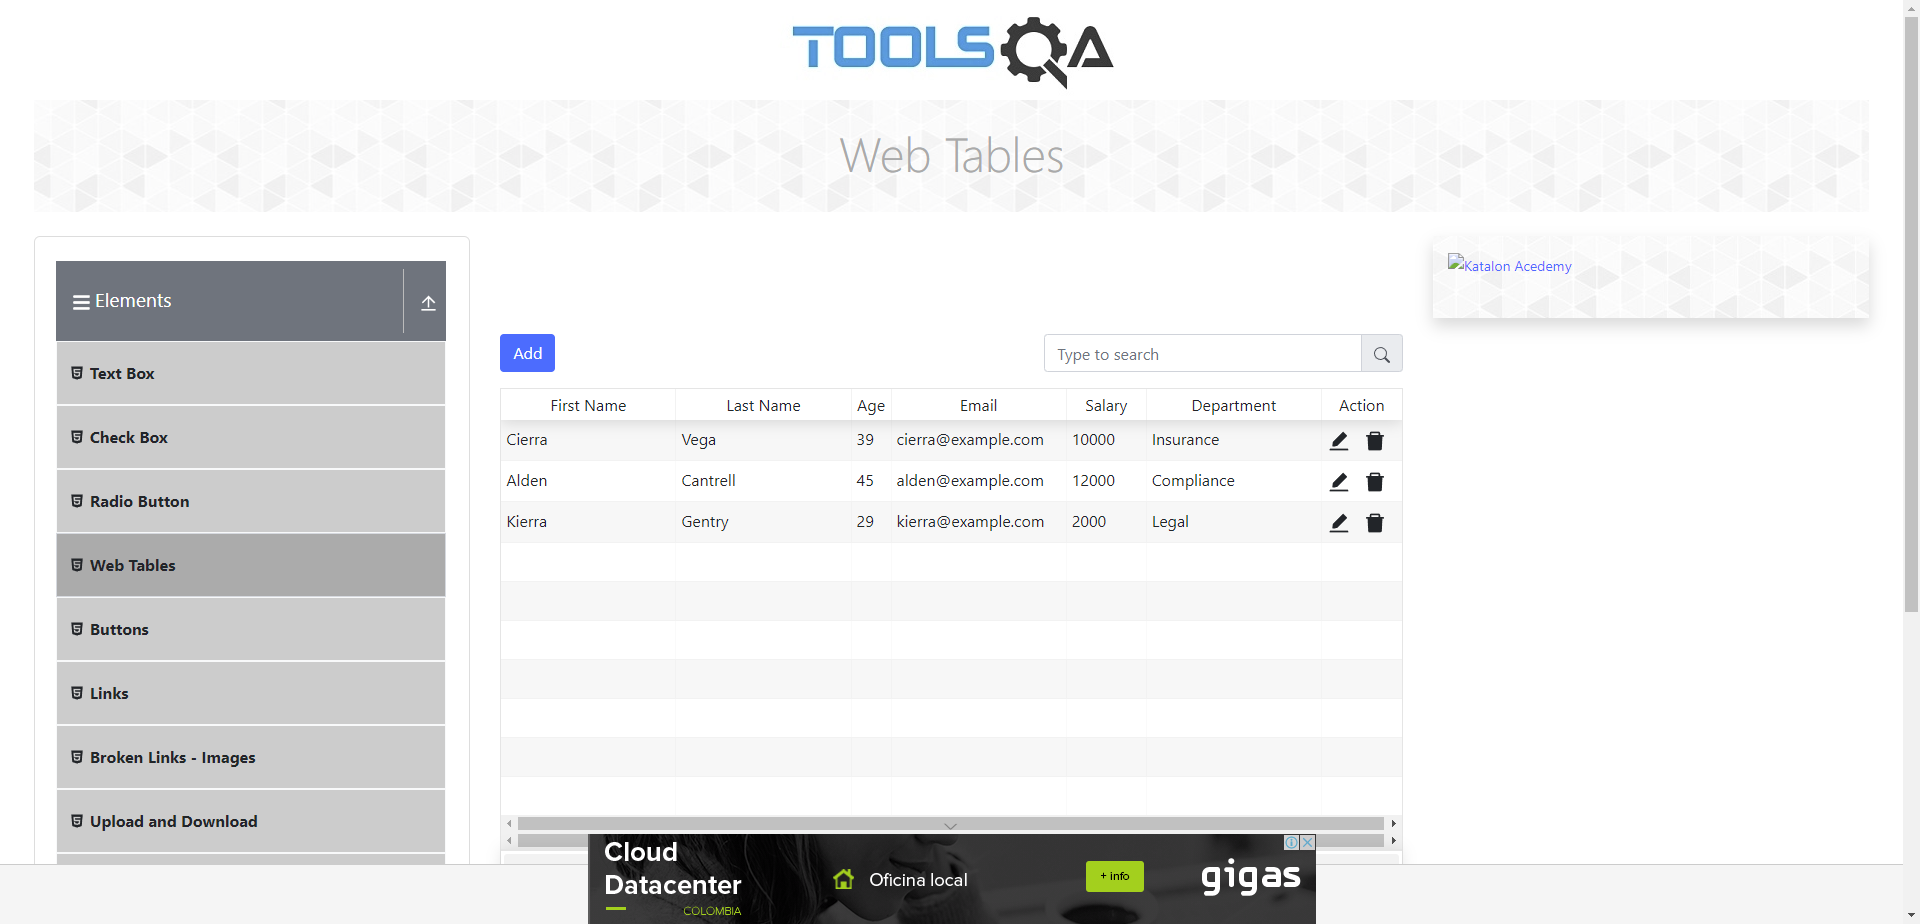 TOOLSQA
Web Tables
Elements
Text Box
Check Box
Radio Button
Web Tables
Buttons
Links
Broken Links - Images
Upload and Download
Add
Type to search
First Name Last Name Age Email Salary Department Action
Cierra Vega 39 cierra@example.com 10000 Insurance
Alden Cantrell 45 alden@example.com 12000 Compliance
Kierra Gentry 29 kierra@example.com 2000 Legal
Katalon Acedemy
Cloud
Datacenter
COLOMBIA
Oficina local
+ info
gigas